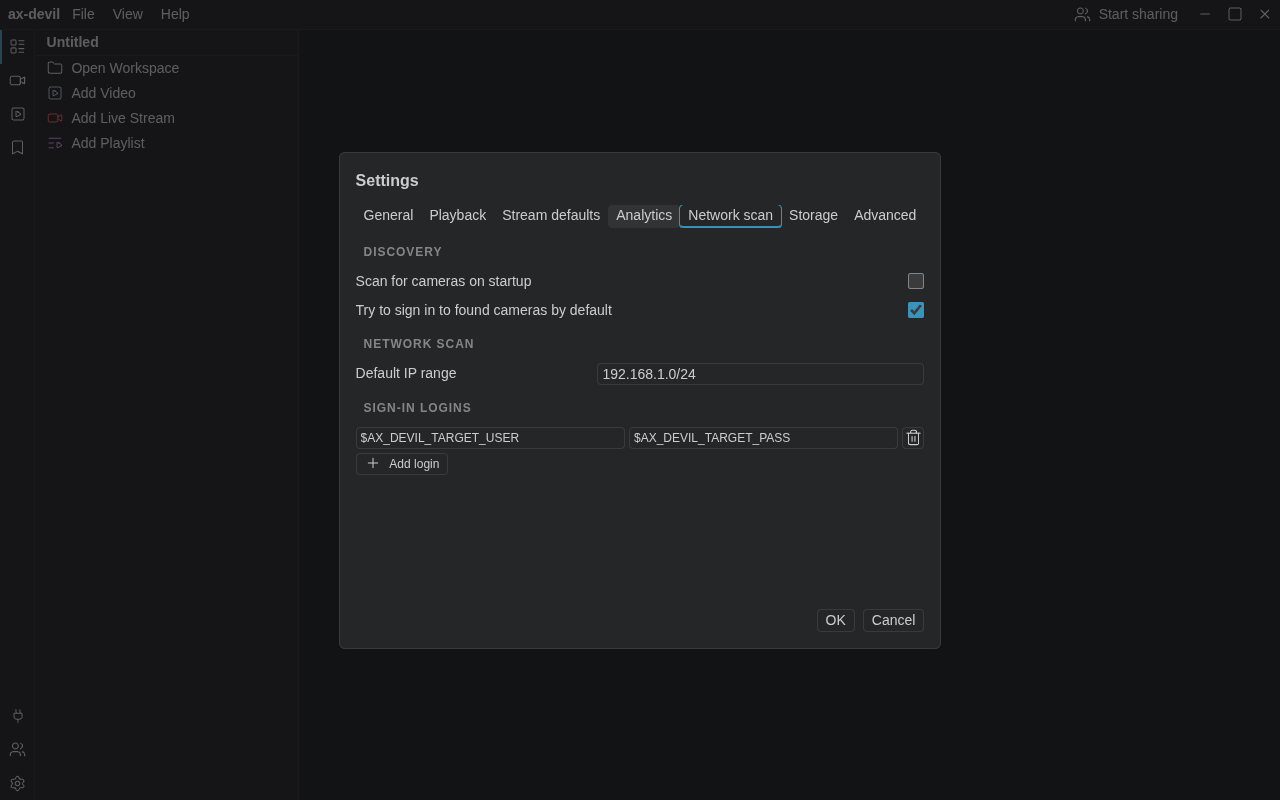 ax-devil File View Help Start sharing
Untitled
Open Workspace
Add Video
Add Live Stream
Add Playlist
Settings
General Playback Stream defaults Analytics Network scan Storage Advanced
DISCOVERY
Scan for cameras on startup
Try to sign in to found cameras by default
NETWORK SCAN
Default IP range 192.168.1.0/24
SIGN-IN LOGINS
$AX_DEVIL_TARGET_USER $AX_DEVIL_TARGET_PASS
Add login
OK Cancel